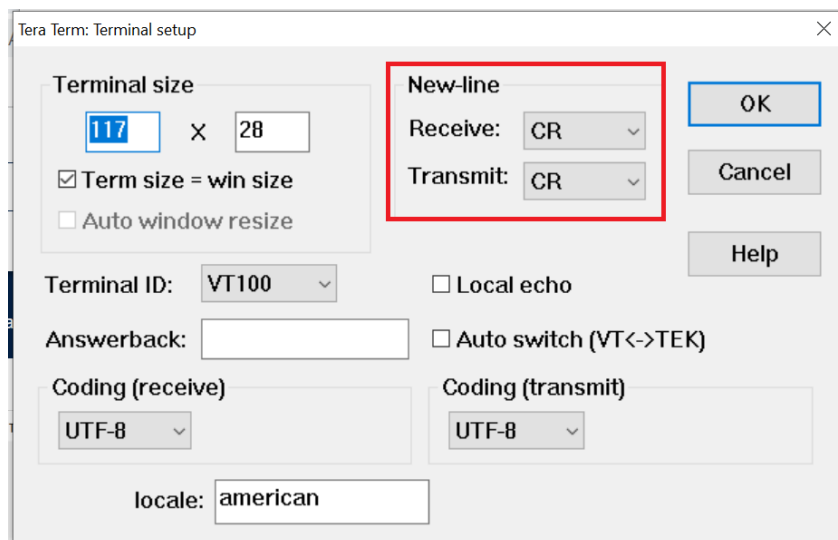 Tera Term: Terminal setup
Terminal size
117 X 28
Term size = win size
Auto window resize
New-line
Receive: CR
Transmit: CR
OK
Cancel
Help
Terminal ID: VT100
Local echo
Answerback:
Auto switch (VT<->TEK)
Coding (receive)
UTF-8
Coding (transmit)
UTF-8
locale: american